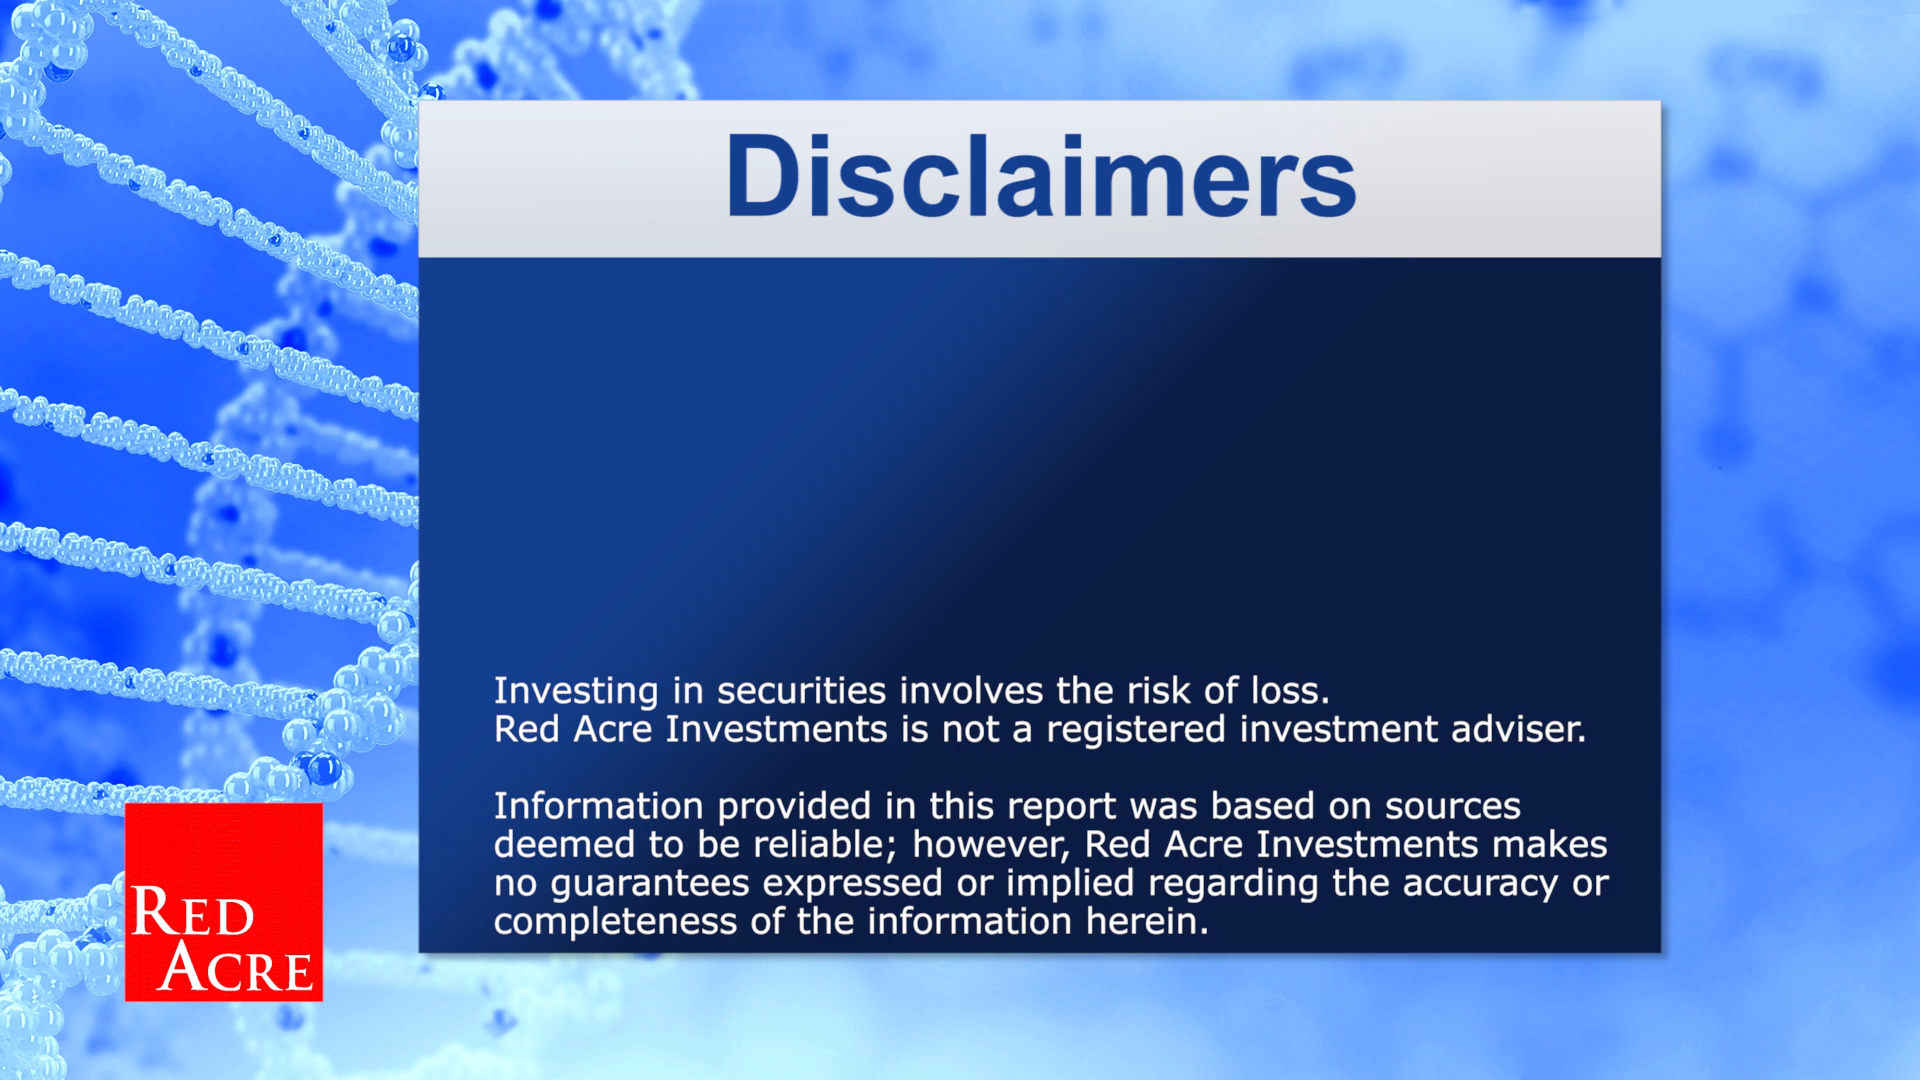 Disclaimers
Investing in securities involves the risk of loss.
Red Acre Investments is not a registered investment adviser.
Information provided in this report was based on sources
deemed to be reliable; however, Red Acre Investments makes
no guarantees expressed or implied regarding the accuracy or
completeness of the information herein.
RED
ACRE